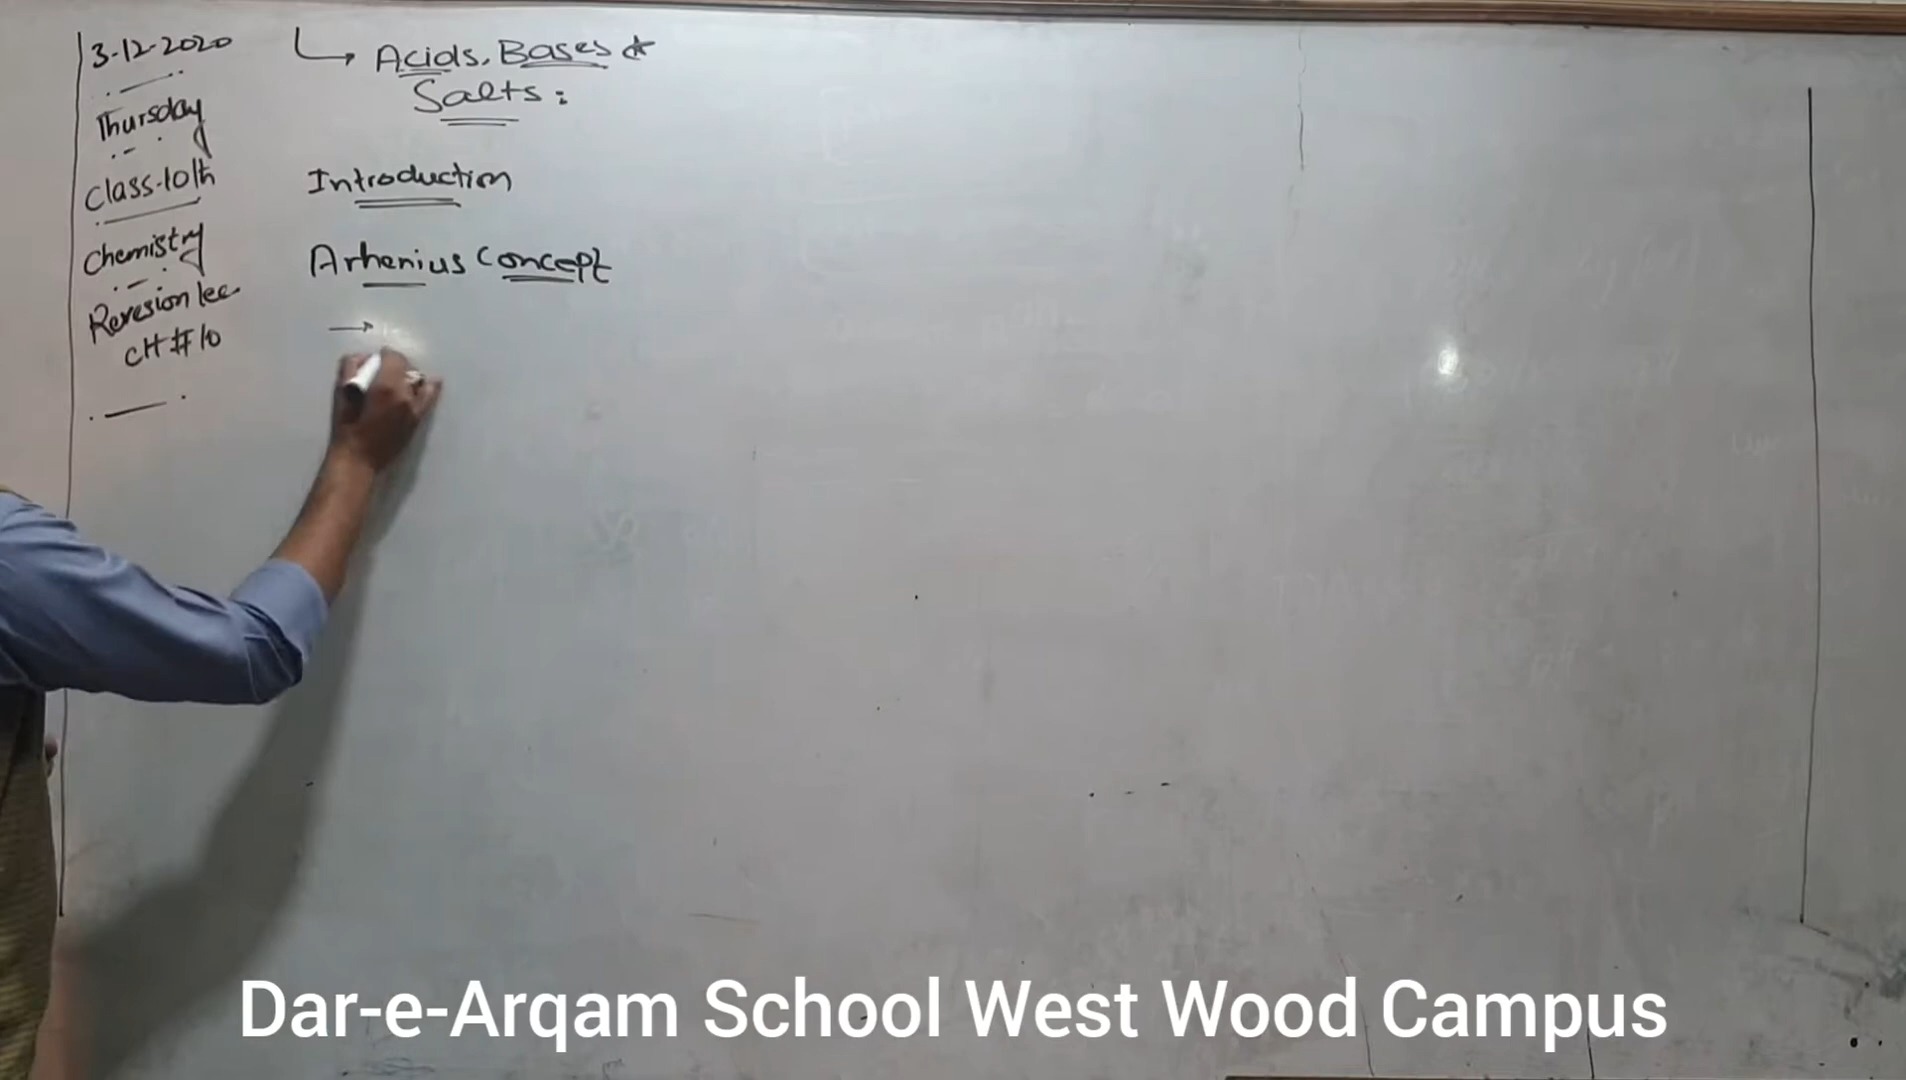 3-12-2020
Thursday
Class-10th
Chemistry
Revesion lec
CH # 10
Acids, Bases &
Salts:
Introduction
Arhenius Concept
Dar-e-Arqam School West Wood Campus